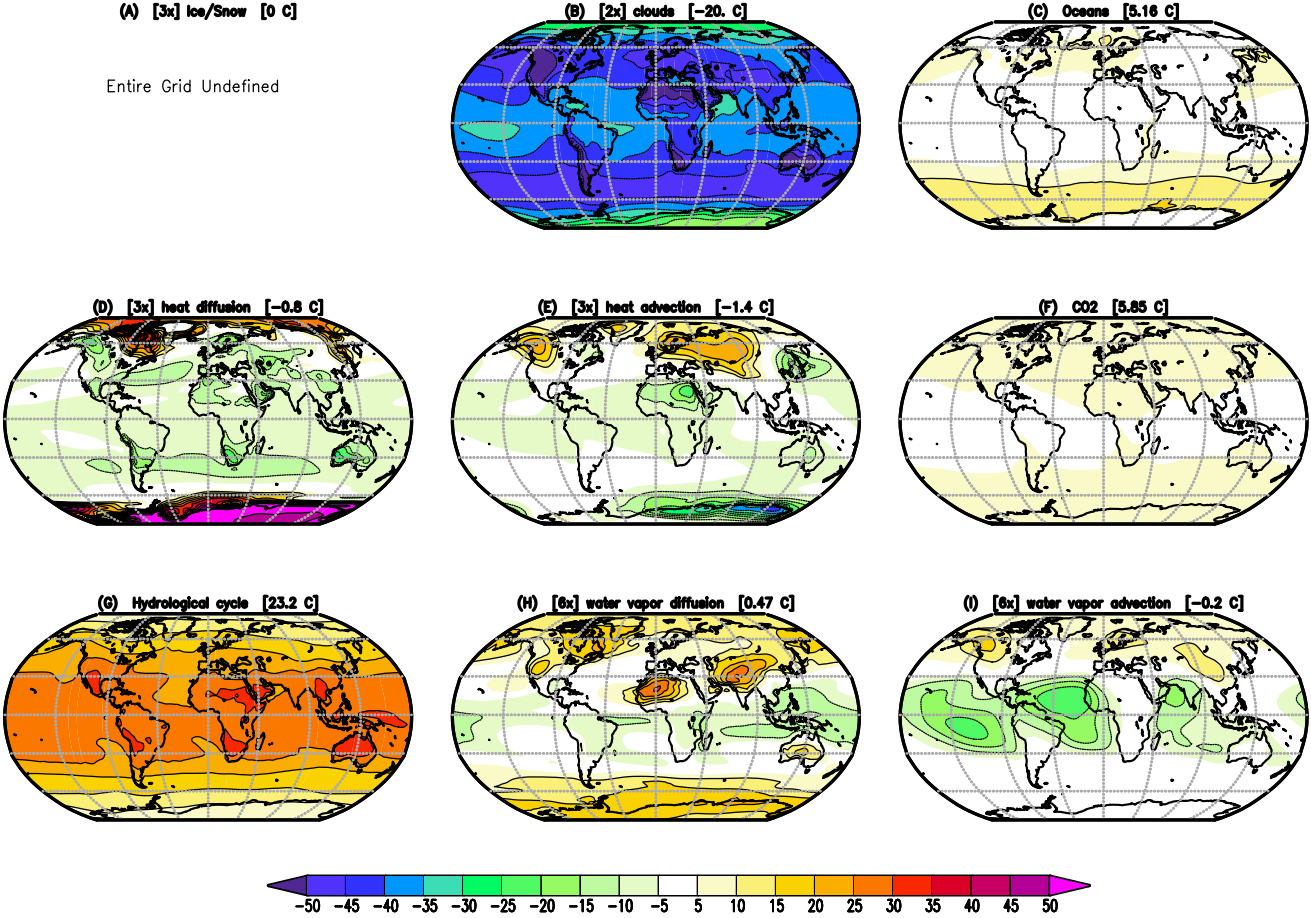 (A) [3x] Ice/Snow [0 C]
(B) [2x] clouds [-20. C]
(C) Oceans [5.16 C]
Entire Grid Undefined
(D) [3x] heat diffusion [-0.8 C]
(E) [3x] heat advection [-1.4 C]
(F) CO2 [5.85 C]
(G) Hydrological cycle [23.2 C]
(H) [6x] water vapor diffusion [0.47 C]
(I) [6x] water vapor advection [-0.2 C]
-50 -45 -40 -35 -30 -25 -20 -15 -10 -5 5 10 15 20 25 30 35 40 45 50